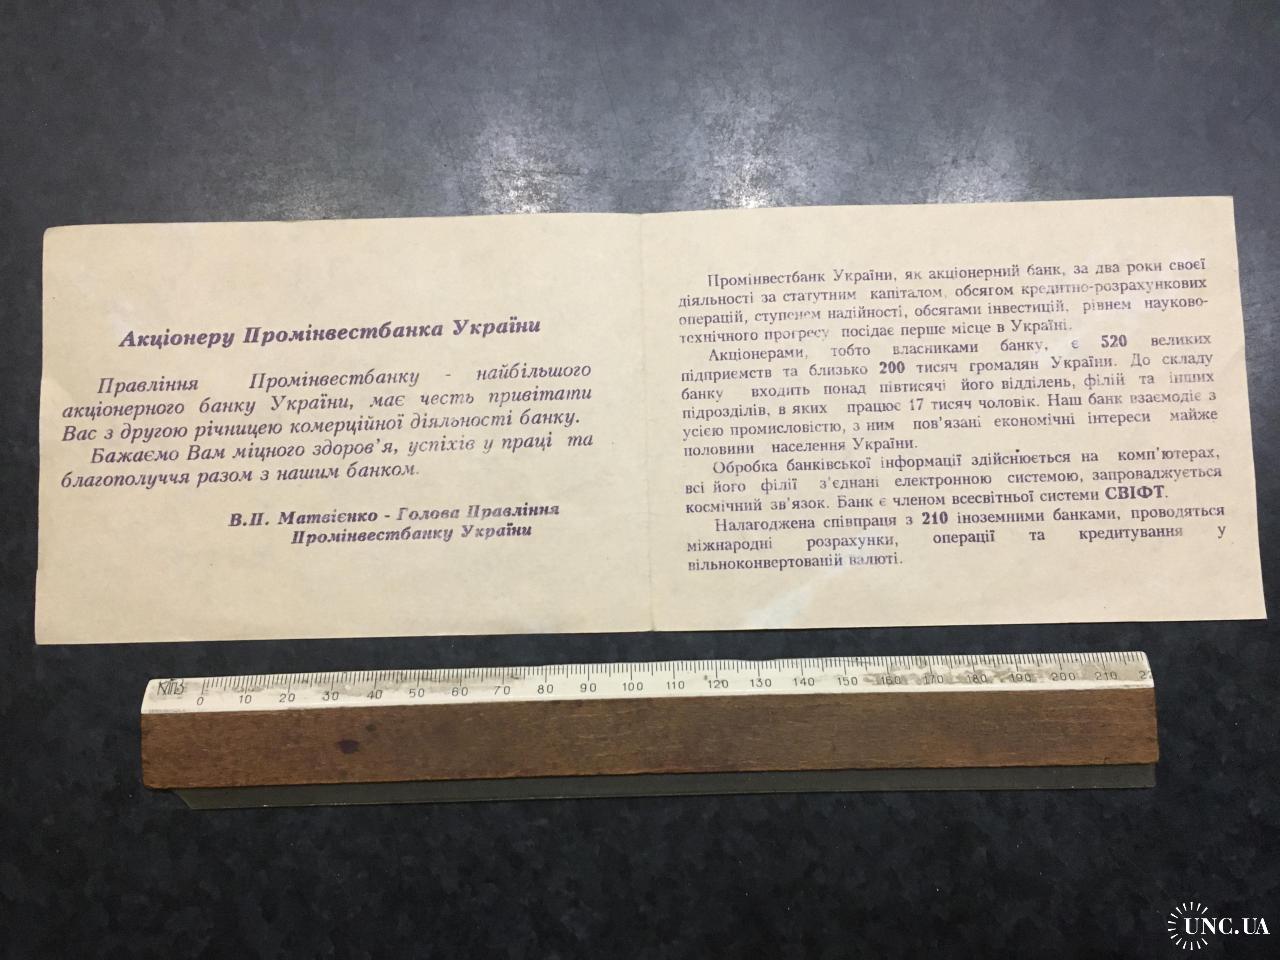 Акціонеру Промінвестбанка України
Правління Промінвестбанку - найбільшого
акціонерного банку України, має честь привітати
Вас з другою річницею комерційної діяльності банку.
Бажаємо Вам міцного здоров'я, успіхів у праці та
благополуччя разом з нашим банком.
В.П. Матвієнко - Голова Правління
Промінвестбанку України
Промінвестбанк України, як акціонерний банк, за два роки своєї
діяльності за статутним капіталом, обсягом кредитно-розрахункових
операцій, ступенем надійності, обсягами інвестицій, рівнем науково-
технічного прогресу посідає перше місце в Україні.
Акціонерами, тобто власниками банку, є 520 великих
підприємств та близько 200 тисяч громадян України. До складу
банку входить понад півтисячі його відділень, філій та інших
підрозділів, в яких працює 17 тисяч чоловік. Наш банк взаємодіє з
усією промисловістю, з ним пов'язані економічні інтереси майже
половини населення України.
Обробка банківської інформації здійснюється на комп'ютерах,
всі його філії з'єднані електронною системою, запроваджується
космічний зв'язок. Банк є членом всесвітньої системи СВІФТ.
Налагоджена співпраця з 210 іноземними банками, проводяться
міжнародні розрахунки, операції та кредитування у
вільноконвертованій валюті.
0 10 20 30 40 50 60 70 80 90 100 110 120 130 140 150 160 170 180 190 200 210
UNC.UA